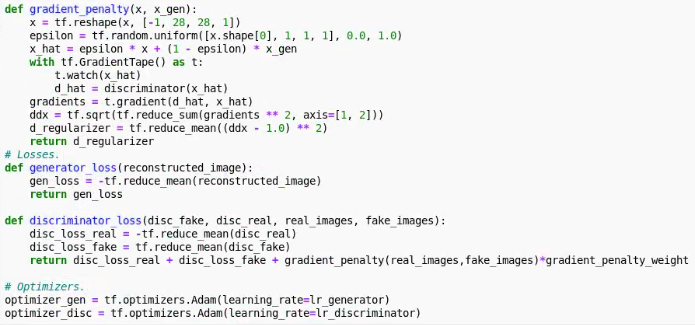 def gradient_penalty(x, x_gen):
    x = tf.reshape(x, [-1, 28, 28, 1])
    epsilon = tf.random.uniform([x.shape[0], 1, 1, 1], 0.0, 1.0)
    x_hat = epsilon * x + (1 - epsilon) * x_gen
    with tf.GradientTape() as t:
        t.watch(x_hat)
        d_hat = discriminator(x_hat)
    gradients = t.gradient(d_hat, x_hat)
    ddx = tf.sqrt(tf.reduce_sum(gradients ** 2, axis=[1, 2]))
    d_regularizer = tf.reduce_mean((ddx - 1.0) ** 2)
    return d_regularizer
# Losses.
def generator_loss(reconstructed_image):
    gen_loss = -tf.reduce_mean(reconstructed_image)
    return gen_loss

def discriminator_loss(disc_fake, disc_real, real_images, fake_images):
    disc_loss_real = -tf.reduce_mean(disc_real)
    disc_loss_fake = tf.reduce_mean(disc_fake)
    return disc_loss_real + disc_loss_fake + gradient_penalty(real_images,fake_images)*gradient_penalty_weight

# Optimizers.
optimizer_gen = tf.optimizers.Adam(learning_rate=lr_generator)
optimizer_disc = tf.optimizers.Adam(learning_rate=lr_discriminator)